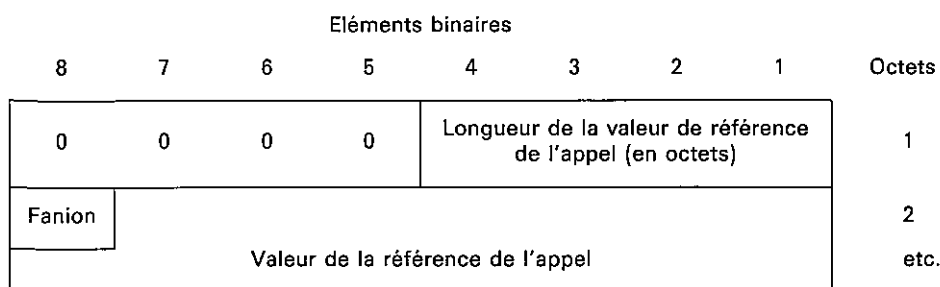 Eléments binaires
8 7 6 5 4 3 2 1 Octets
0 0 0 0 Longueur de la valeur de référence de l'appel (en octets) 1
Fanion 2
Valeur de la référence de l'appel etc.